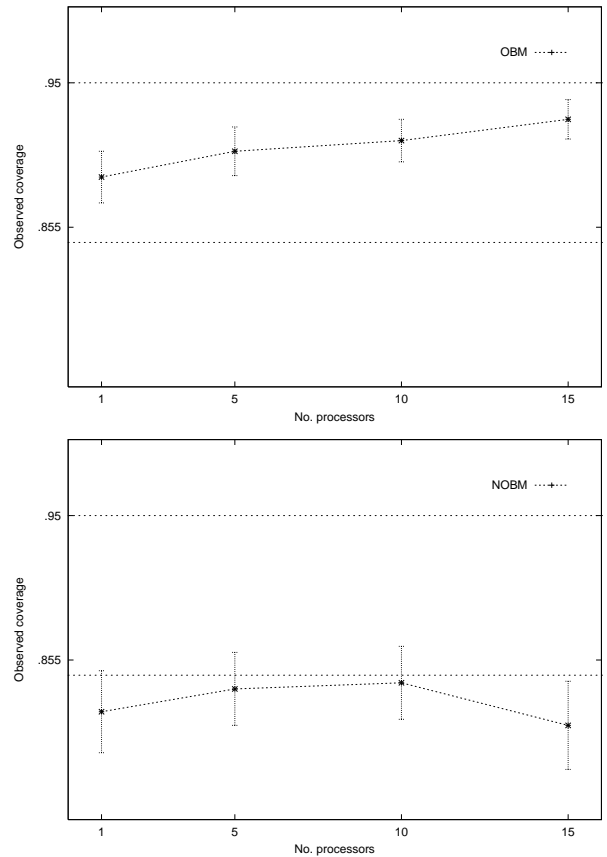 OBM
.95
Observed coverage
.855
1 5 10 15
No. processors
NOBM
.95
Observed coverage
.855
1 5 10 15
No. processors